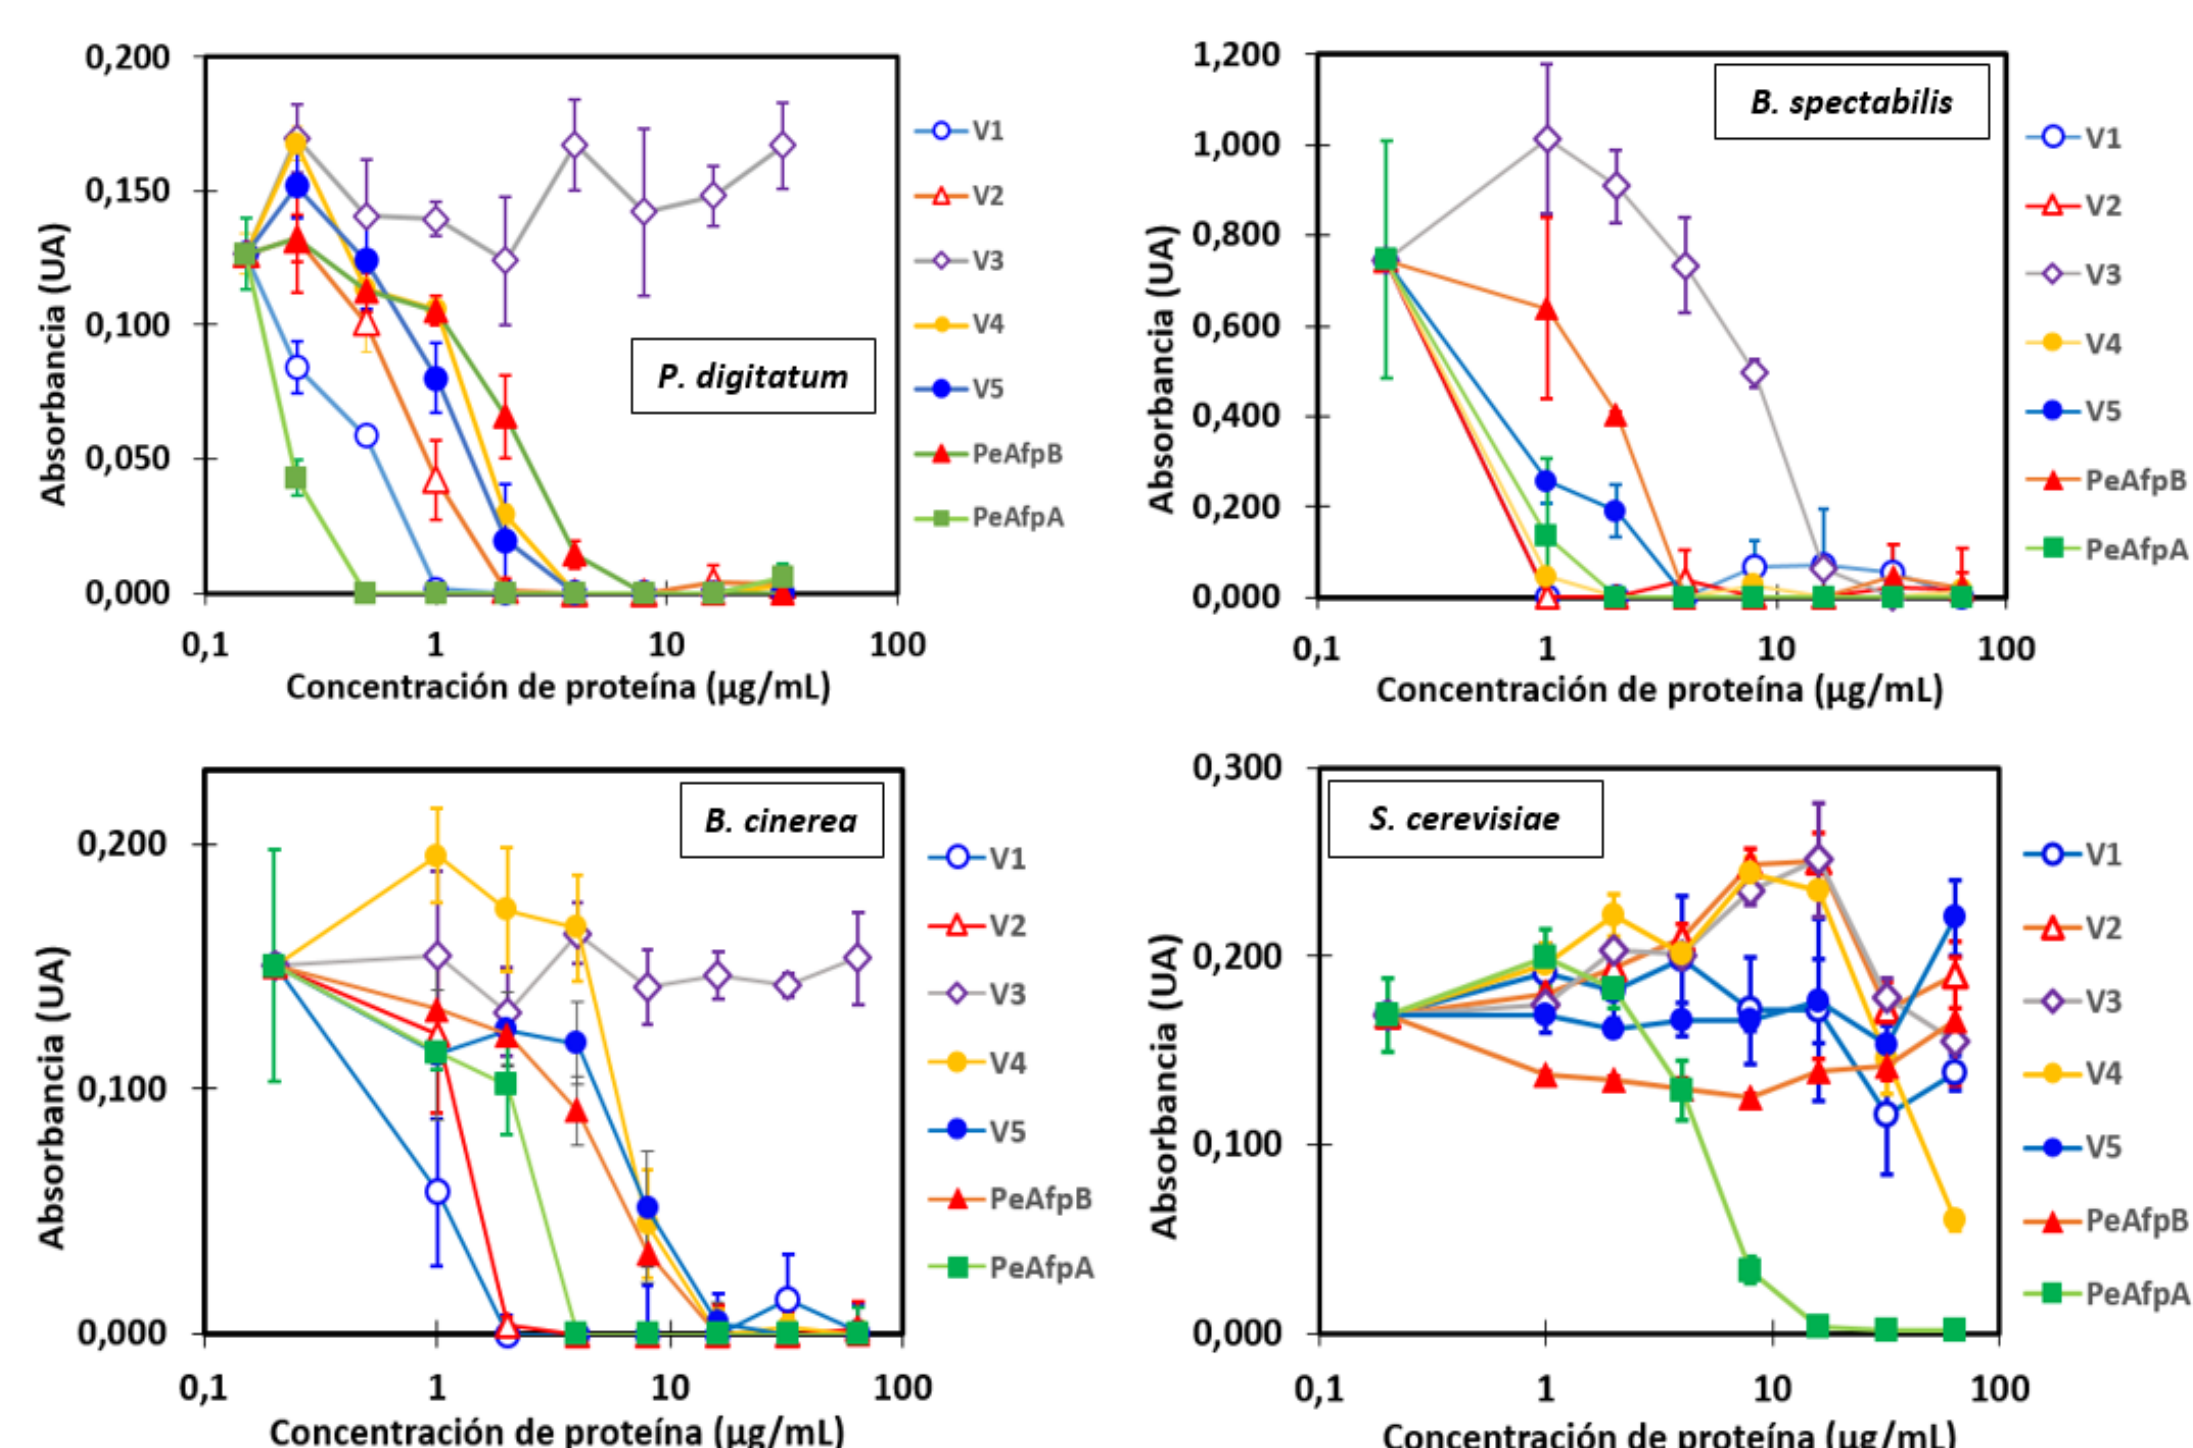 0,200
0,150
0,100
0,050
0,000
Absorbancia (UA)
0,1 1 10 100
Concentración de proteína (µg/mL)
P. digitatum
V1
V2
V3
V4
V5
PeAfpB
PeAfpA
1,200
1,000
0,800
0,600
0,400
0,200
0,000
Absorbancia (UA)
0,1 1 10 100
Concentración de proteína (µg/mL)
B. spectabilis
V1
V2
V3
V4
V5
PeAfpB
PeAfpA
0,200
0,100
0,000
Absorbancia (UA)
0,1 1 10 100
Concentración de proteína (µg/mL)
B. cinerea
V1
V2
V3
V4
V5
PeAfpB
PeAfpA
0,300
0,200
0,100
0,000
Absorbancia (UA)
0,1 1 10 100
Concentración de proteína (µg/mL)
S. cerevisiae
V1
V2
V3
V4
V5
PeAfpB
PeAfpA